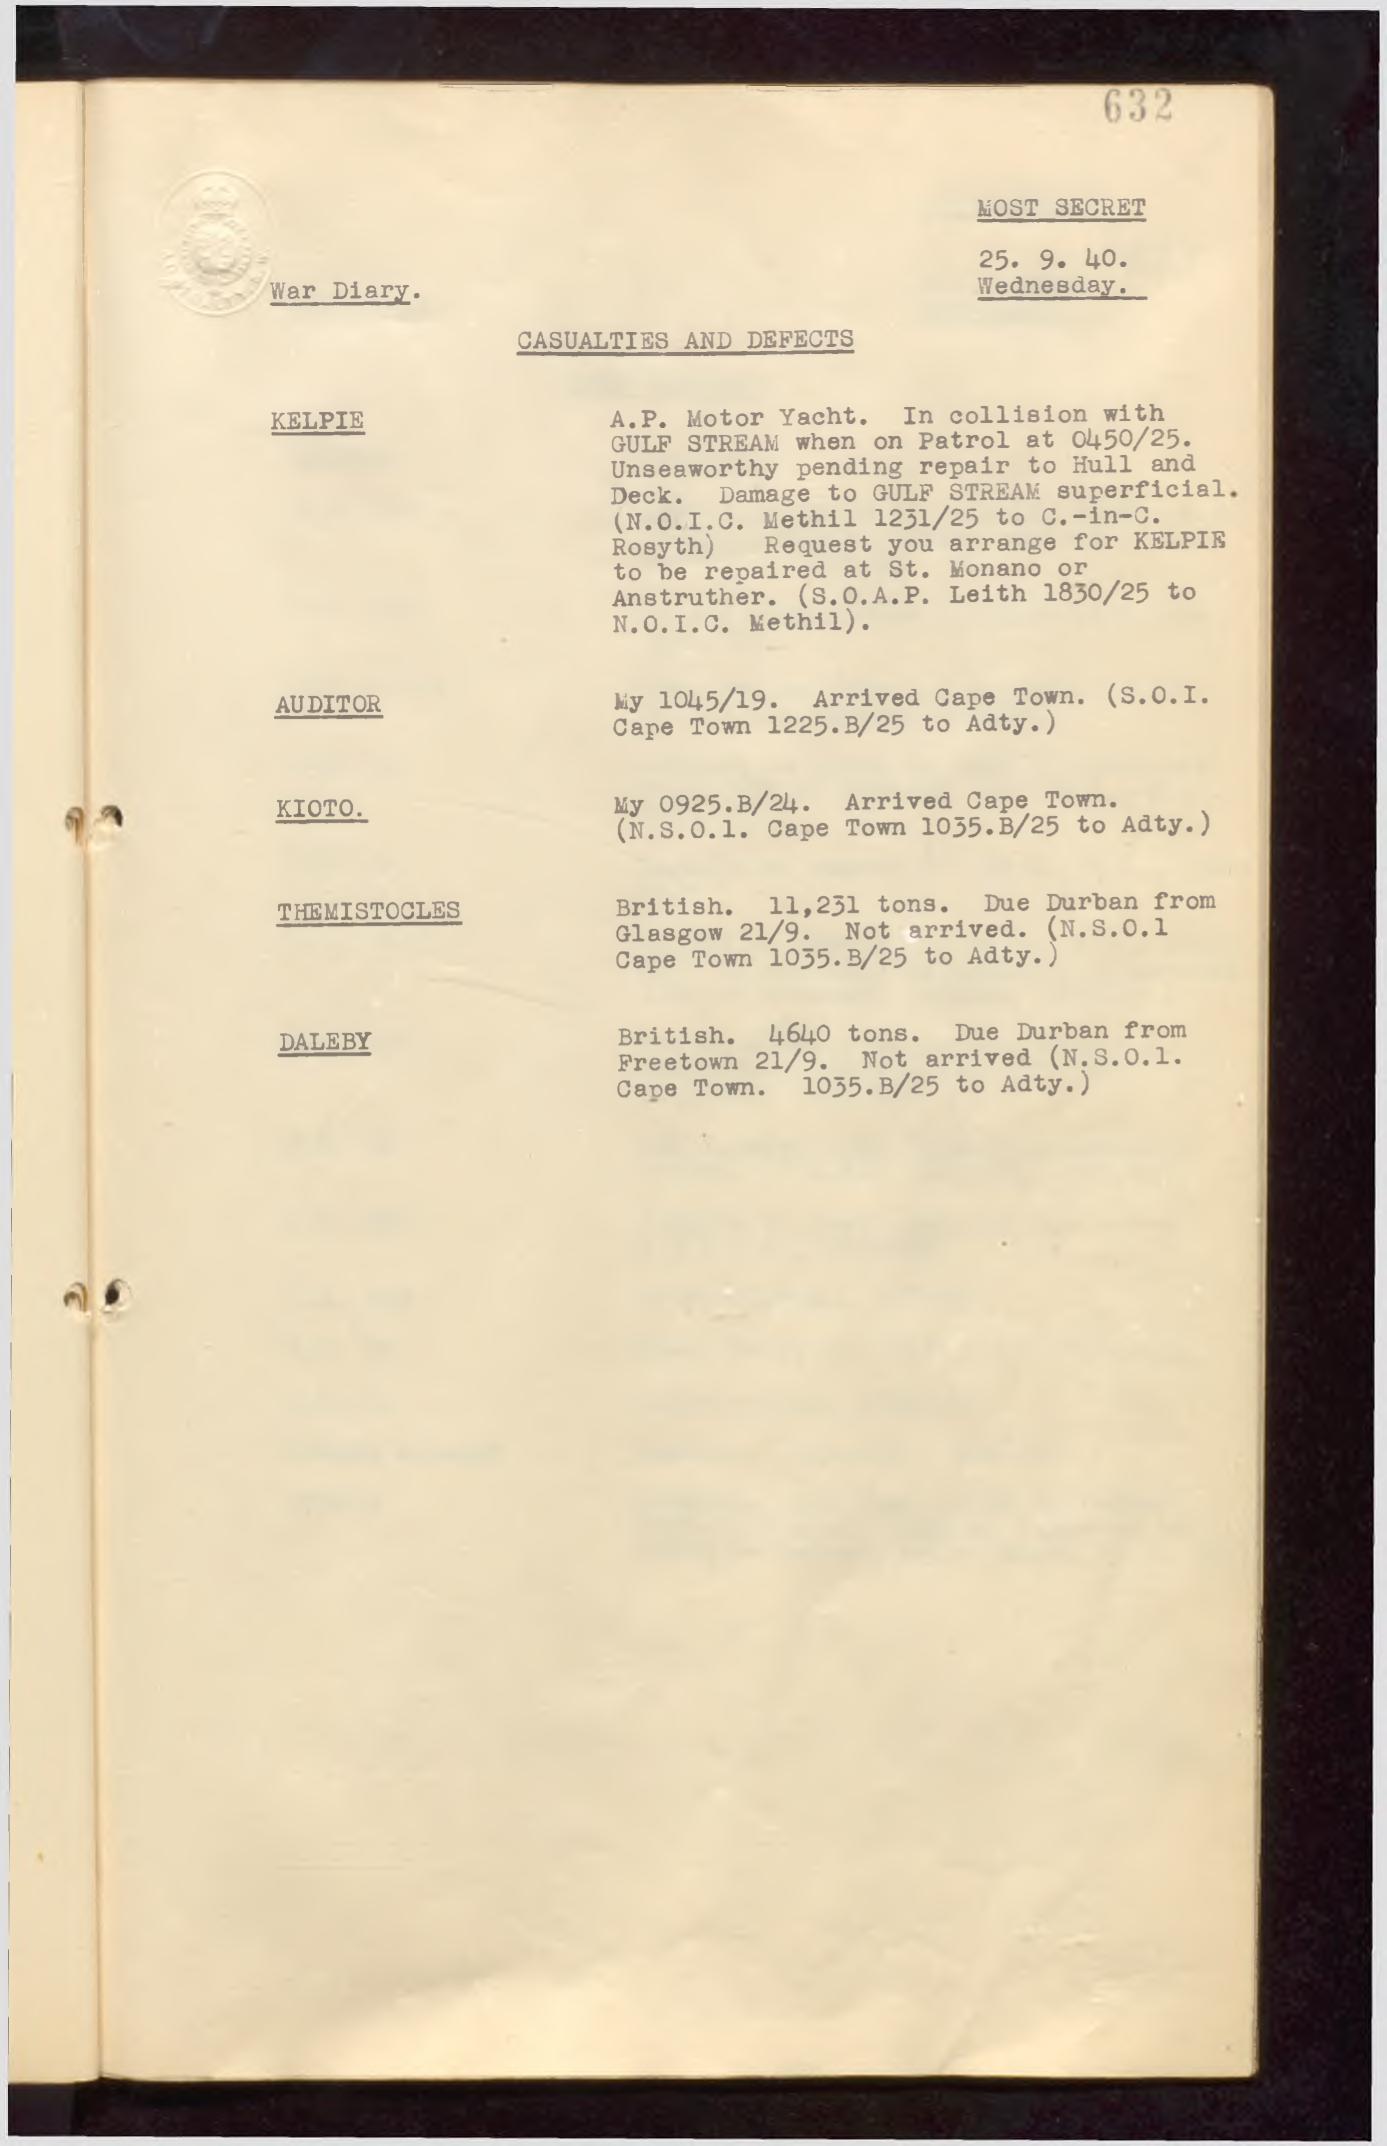 632
MOST SECRET
25. 9. 40.
Wednesday.
War Diary.
CASUALTIES AND DEFECTS
KELPIE
A.P. Motor Yacht. In collision with
GULF STREAM when on Patrol at 0450/25.
Unseaworthy pending repair to Hull and
Deck. Damage to GULF STREAM superficial.
(N.O.I.C. Methil 1231/25 to C.-in-C.
Rosyth) Request you arrange for KELPIE
to be repaired at St. Monano or
Anstruther. (S.O.A.P. Leith 1830/25 to
N.O.I.C. Methil).
AUDITOR
My 1045/19. Arrived Cape Town. (S.O.I.
Cape Town 1225.B/25 to Adty.)
KIOTO.
My 0925.B/24. Arrived Cape Town.
(N.S.O.1. Cape Town 1035.B/25 to Adty.)
THEMISTOCLES
British. 11,231 tons. Due Durban from
Glasgow 21/9. Not arrived. (N.S.O.1
Cape Town 1035.B/25 to Adty.)
DALEBY
British. 4640 tons. Due Durban from
Freetown 21/9. Not arrived (N.S.O.1.
Cape Town. 1035.B/25 to Adty.)